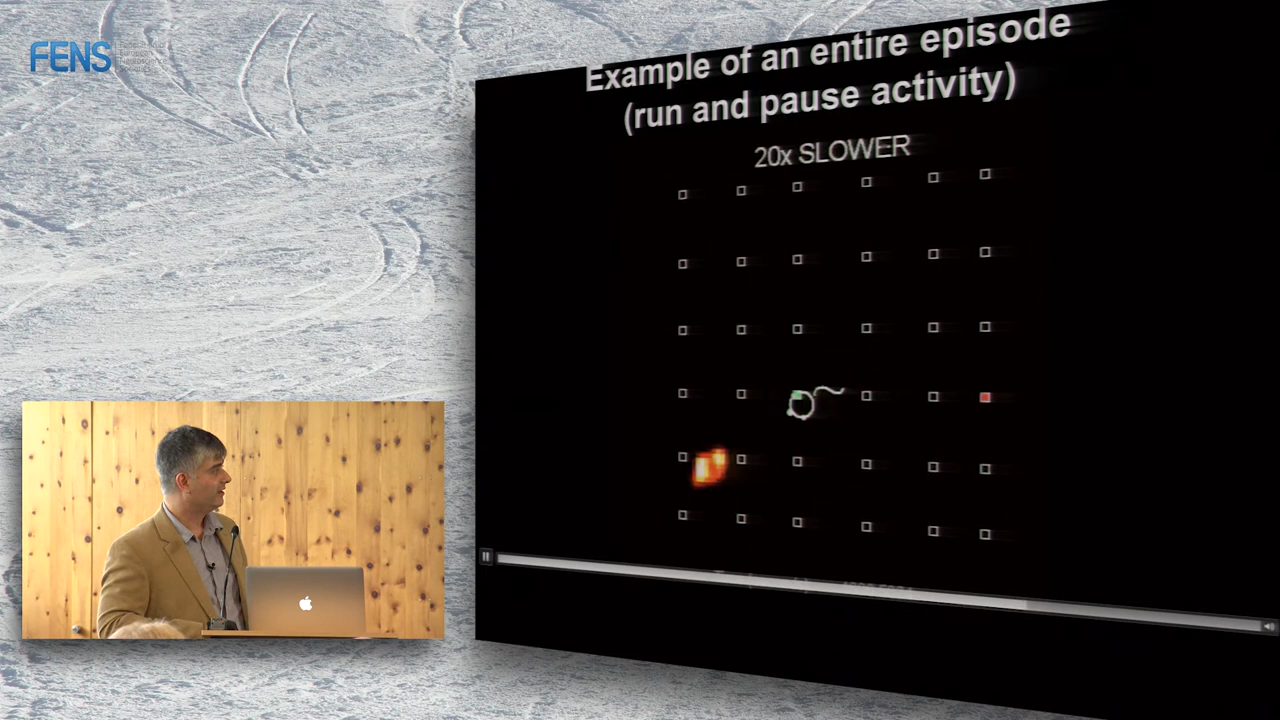 FENS
Example of an entire episode
(run and pause activity)
20x SLOWER